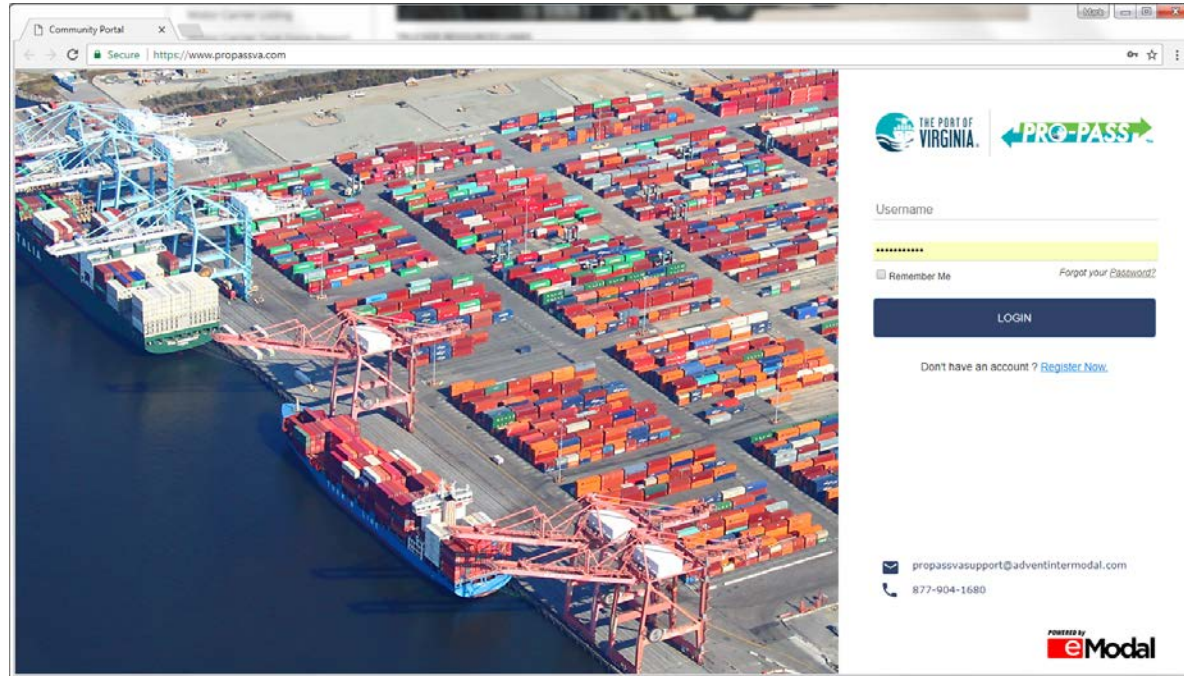 Mark
Community Portal
Secure | https://www.propassva.com
THE PORT OF
VIRGINIA.
PRO-PASS
Username
•••••••••••
Remember Me
Forgot your Password?
LOGIN
Don't have an account ? Register Now.
propassvasupport@adventintermodal.com
877-904-1680
POWERED by
eModal